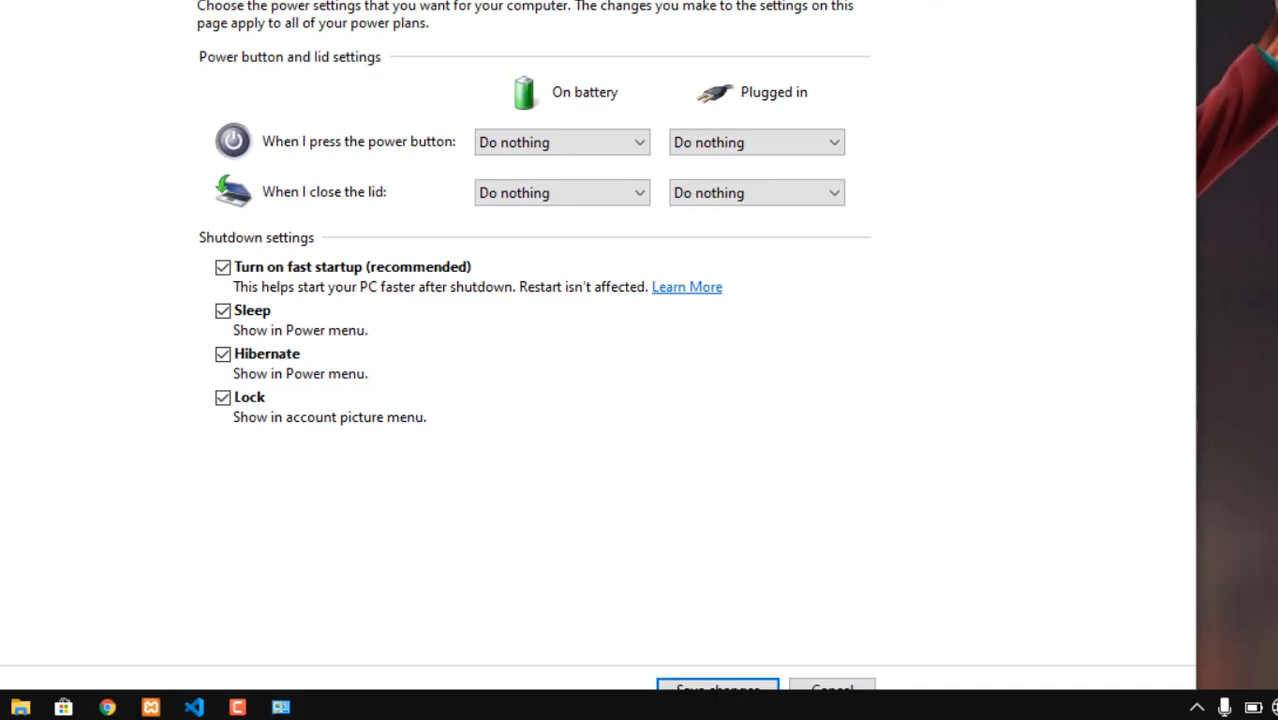 Choose the power settings that you want for your computer. The changes you make to the settings on this
page apply to all of your power plans.
Power button and lid settings
On battery
Plugged in
When I press the power button:
Do nothing
Do nothing
When I close the lid:
Do nothing
Do nothing
Shutdown settings
Turn on fast startup (recommended)
This helps start your PC faster after shutdown. Restart isn't affected. Learn More
Sleep
Show in Power menu.
Hibernate
Show in Power menu.
Lock
Show in account picture menu.
Save changes
Cancel